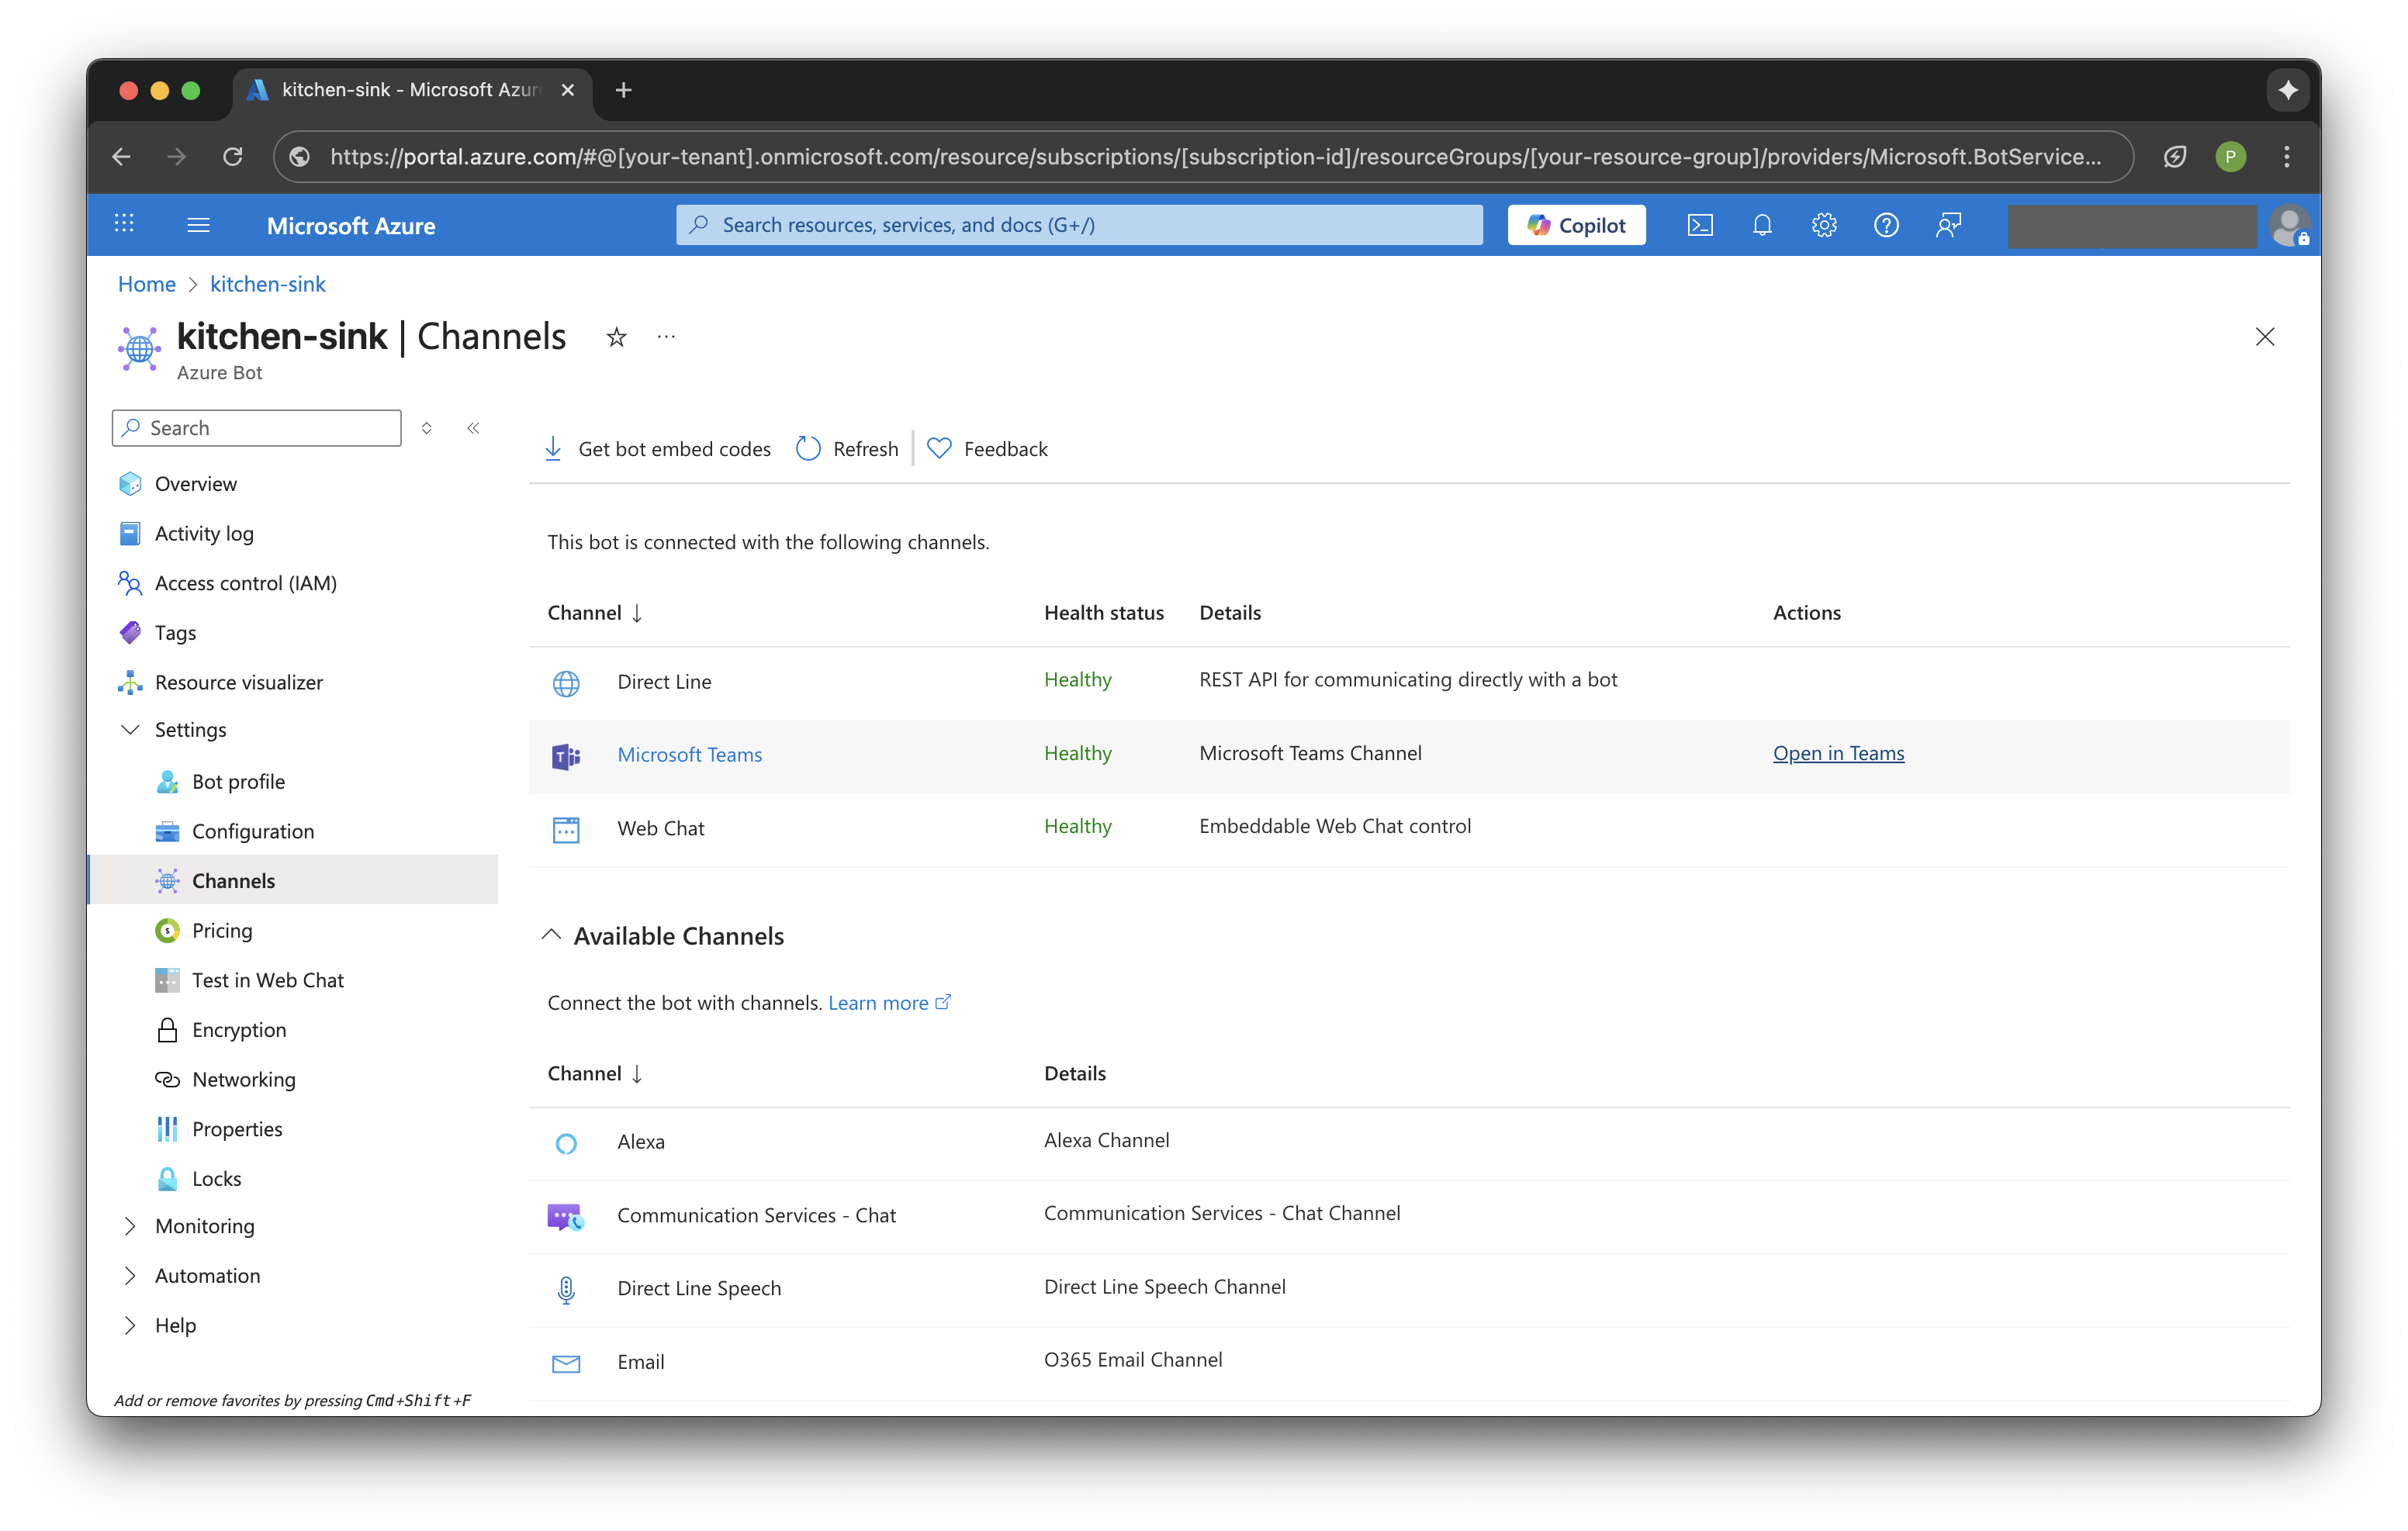 kitchen-sink - Microsoft Azur
https://portal.azure.com/#@[your-tenant].onmicrosoft.com/resource/subscriptions/[subscription-id]/resourceGroups/[your-resource-group]/providers/Microsoft.BotService...
P
Microsoft Azure
Search resources, services, and docs (G+/)
Copilot
Home > kitchen-sink
kitchen-sink | Channels
Azure Bot
Search
Overview
Activity log
Access control (IAM)
Tags
Resource visualizer
Settings
Bot profile
Configuration
Channels
Pricing
Test in Web Chat
Encryption
Networking
Properties
Locks
Monitoring
Automation
Help
Add or remove favorites by pressing Cmd+Shift+F
Get bot embed codes Refresh Feedback
This bot is connected with the following channels.
Channel ↓ Health status Details Actions
Direct Line Healthy REST API for communicating directly with a bot
Microsoft Teams Healthy Microsoft Teams Channel Open in Teams
Web Chat Healthy Embeddable Web Chat control
Available Channels
Connect the bot with channels. Learn more
Channel ↓ Details
Alexa Alexa Channel
Communication Services - Chat Communication Services - Chat Channel
Direct Line Speech Direct Line Speech Channel
Email O365 Email Channel